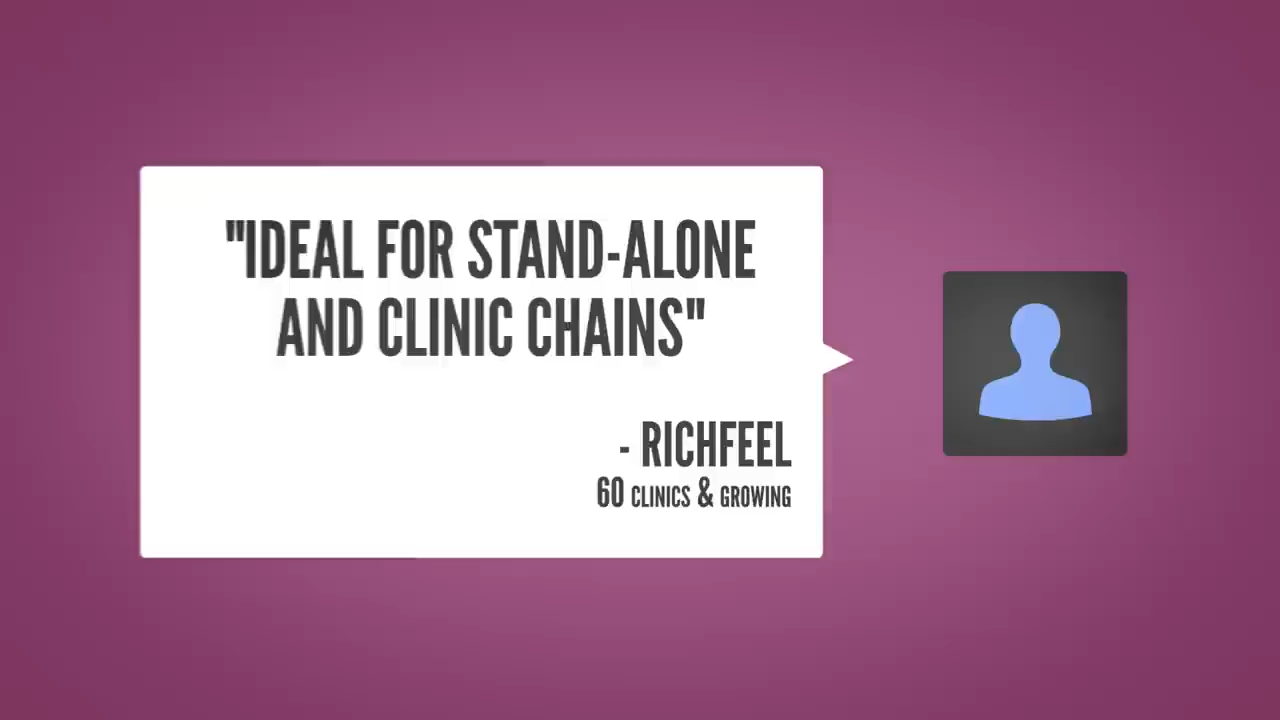 "IDEAL FOR STAND-ALONE
AND CLINIC CHAINS"
- RICHFEEL
60 CLINICS & GROWING